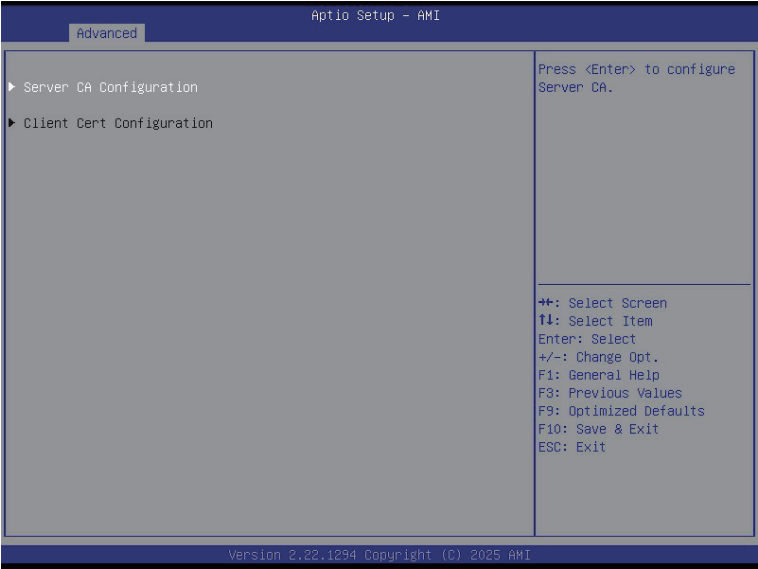 Aptio Setup – AMI
Advanced
▶ Server CA Configuration
▶ Client Cert Configuration
Press <Enter> to configure
Server CA.
→←: Select Screen
↑↓: Select Item
Enter: Select
+/-: Change Opt.
F1: General Help
F3: Previous Values
F9: Optimized Defaults
F10: Save & Exit
ESC: Exit
Version 2.22.1294 Copyright (C) 2025 AMI